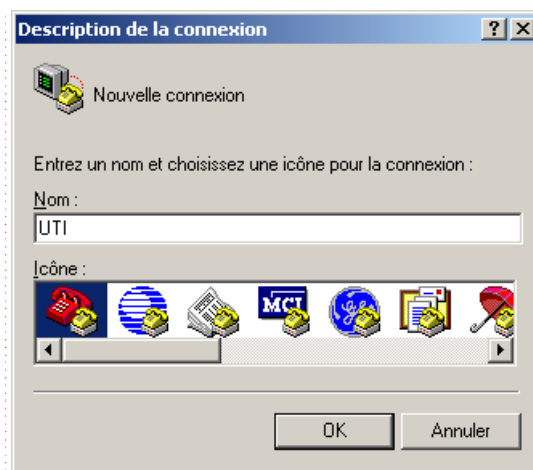 Description de la connexion
Nouvelle connexion
Entrez un nom et choisissez une icône pour la connexion :
Nom :
UTI
Icône :
MCI
OK
Annuler